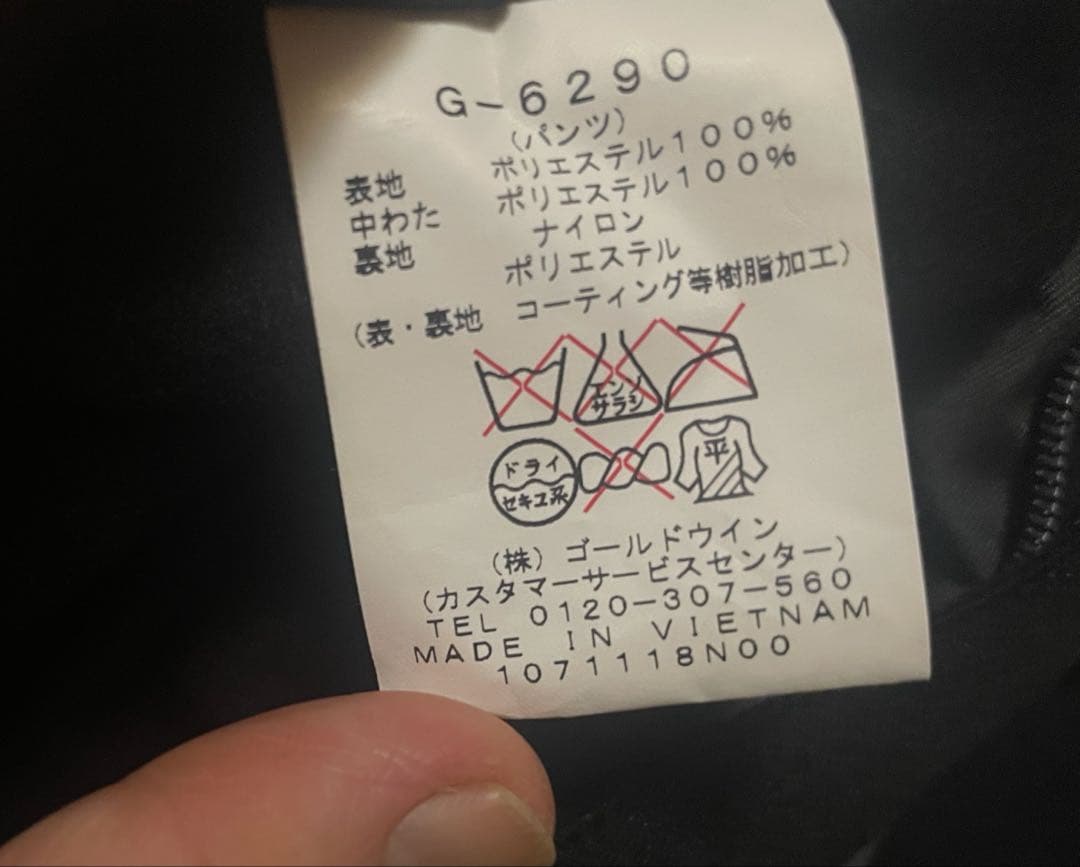 G-6290
(パンツ)
表地 ポリエステル100%
中わた ポリエステル100%
裏地 ナイロン
ポリエステル
(表・裏地 コーティング等樹脂加工)
エンソ
サラシ
ドライ
セキユ系
平
(株) ゴールドウイン
(カスタマーサービスセンター)
TEL 0120-307-560
MADE IN VIETNAM
1071118N00